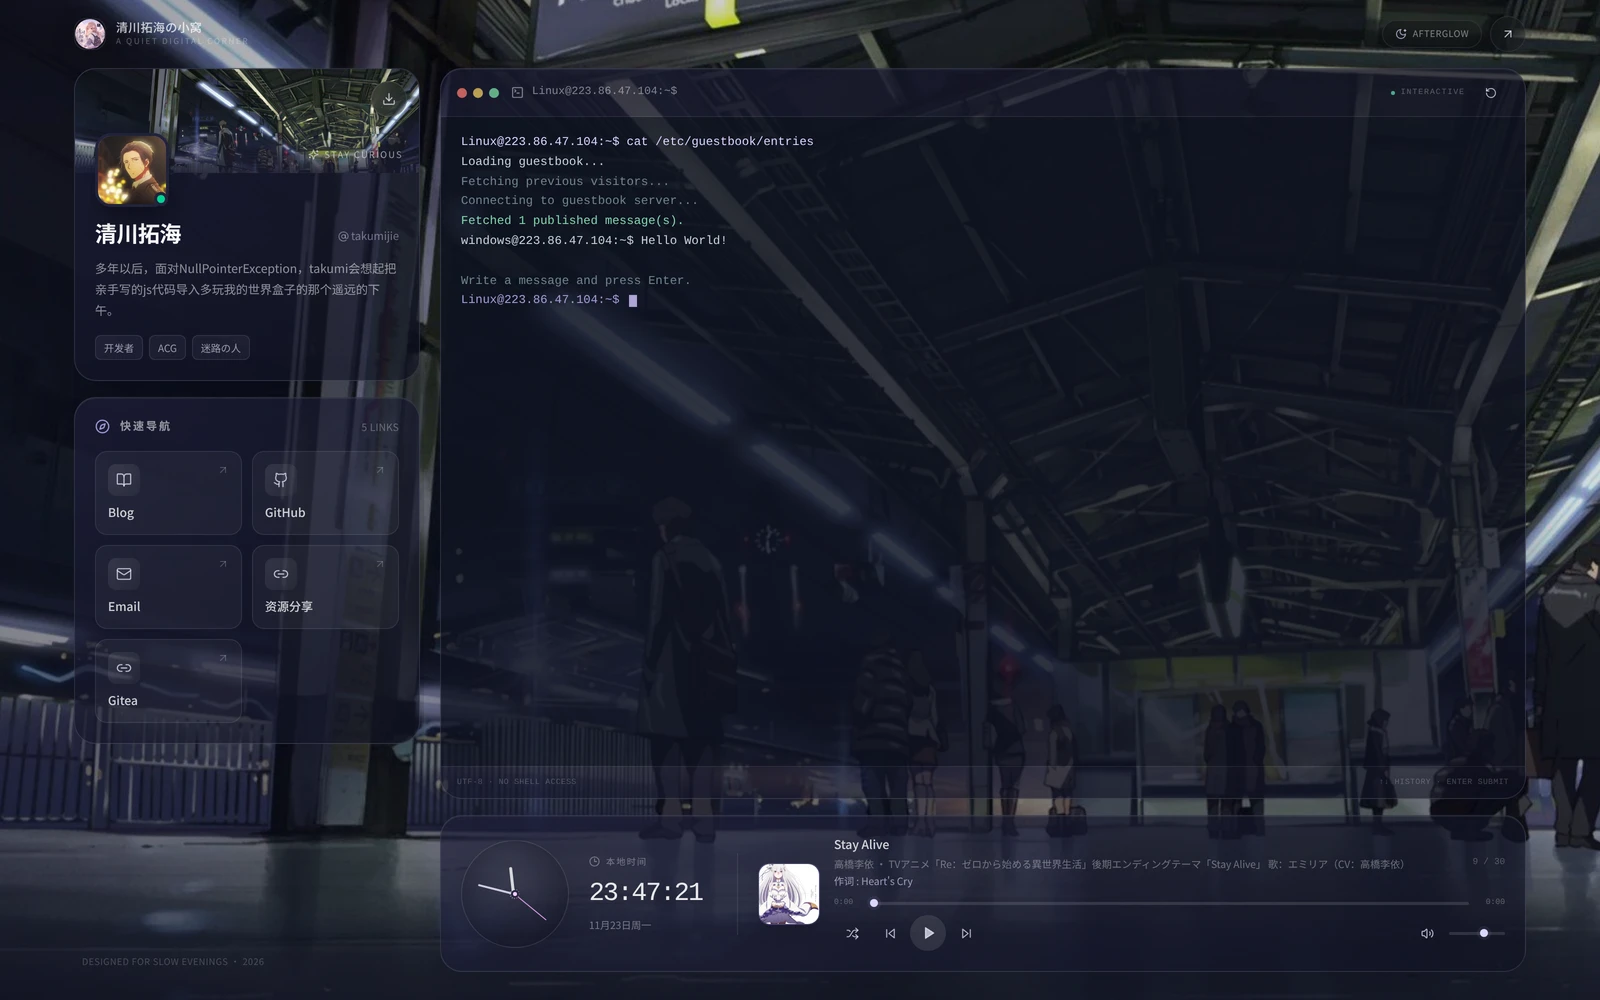 清川拓海の小窝
A QUIET DIGITAL CORNER
AFTERGLOW
STAY CURIOUS
清川拓海
@takumijie
多年以后，面对NullPointerException，takumi会想起把
亲手写的js代码导入多玩我的世界盒子的那个遥远的下
午。
开发者
ACG
迷路の人
快速导航
5 LINKS
Blog
GitHub
Email
资源分享
Gitea
DESIGNED FOR SLOW EVENINGS • 2026
Linux@223.86.47.104:~$
INTERACTIVE
Linux@223.86.47.104:~$ cat /etc/guestbook/entries
Loading guestbook...
Fetching previous visitors...
Connecting to guestbook server...
Fetched 1 published message(s).
windows@223.86.47.104:~$ Hello World!
Write a message and press Enter.
Linux@223.86.47.104:~$
UTF-8 · NO SHELL ACCESS
HISTORY · ENTER SUBMIT
本地时间
23:47:21
11月23日周一
Stay Alive
高橋李依 • TVアニメ「Re：ゼロから始める異世界生活」後期エンディングテーマ「Stay Alive」 歌：エミリア（CV：高橋李依）
作词 : Heart's Cry
9 / 30
0:00
0:00